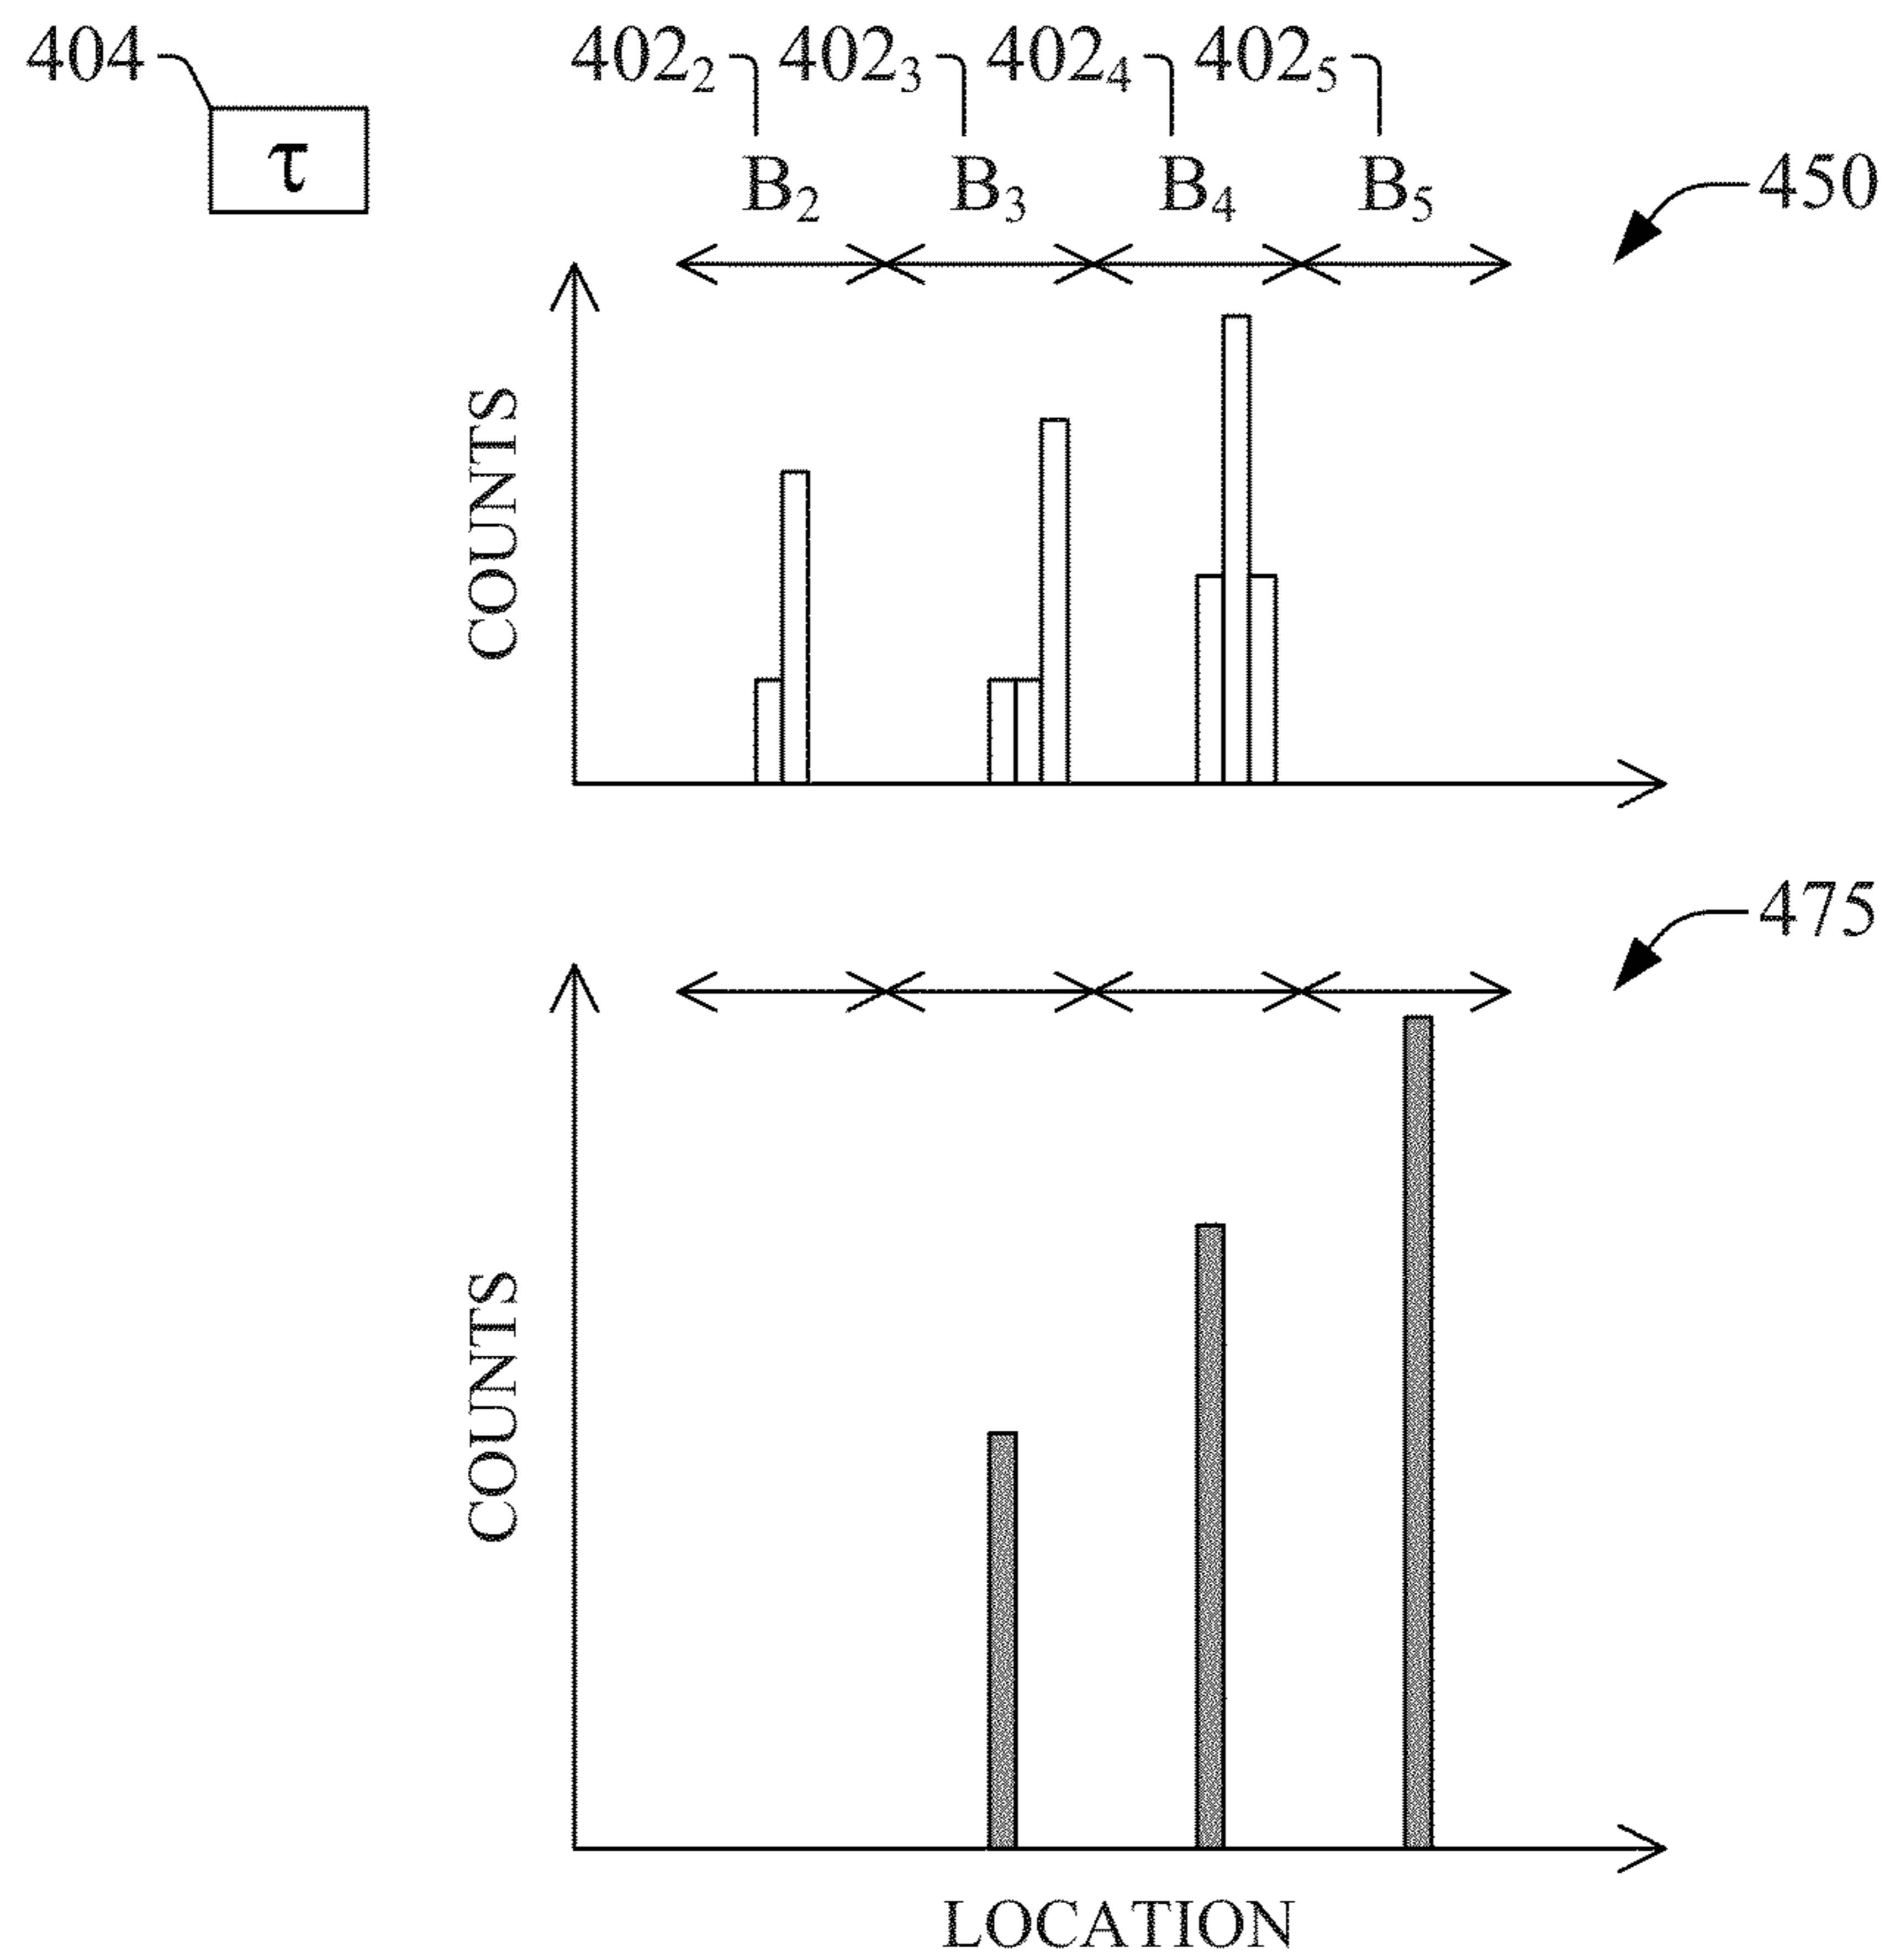 404 402₂ 402₃ 402₄ 402₅
τ B₂ B₃ B₄ B₅ 450
COUNTS
475
COUNTS
LOCATION